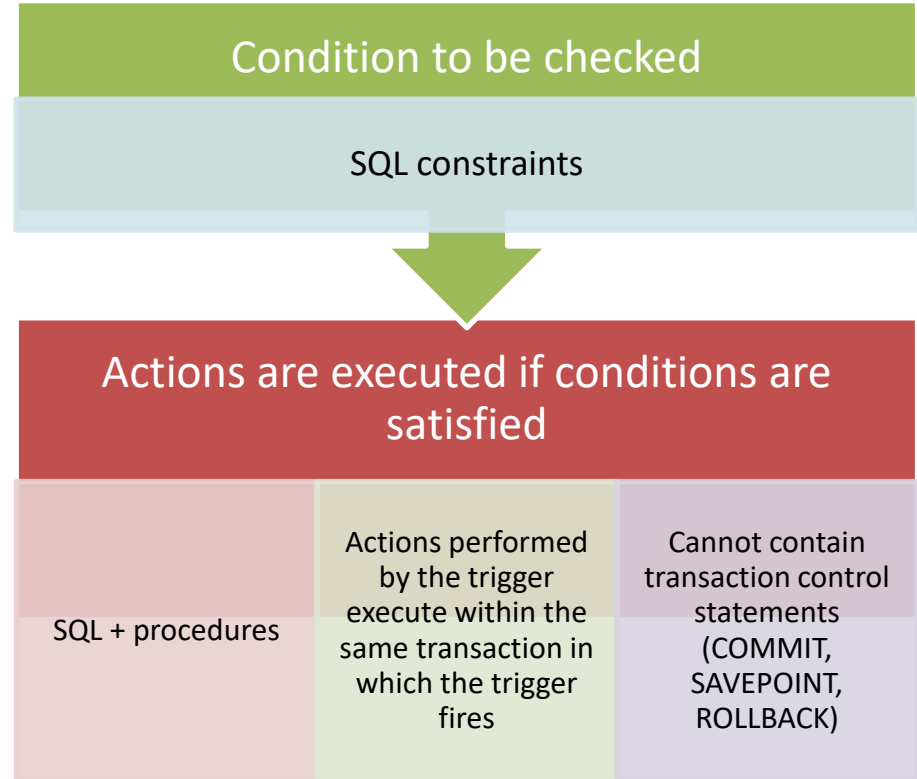 Condition to be checked
SQL constraints
Actions are executed if conditions are
satisfied
SQL + procedures
Actions performed
by the trigger
execute within the
same transaction in
which the trigger
fires
Cannot contain
transaction control
statements
(COMMIT,
SAVEPOINT,
ROLLBACK)